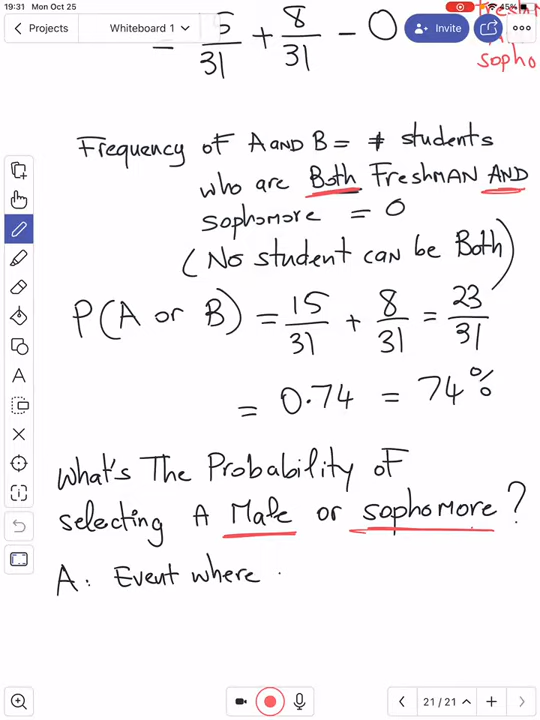 19:31 Mon Oct 25
45%
Projects
Whiteboard 1
Invite
= 15/31 + 8/31 - 0
sopho
Frequency of A AND B = # students
who are Both Freshman AND
sophomore = 0
(No student can be Both)
P(A or B) = 15/31 + 8/31 = 23/31
= 0.74 = 74%
What's The Probability of
selecting A Male or sophomore?
A: Event where
A
21/21